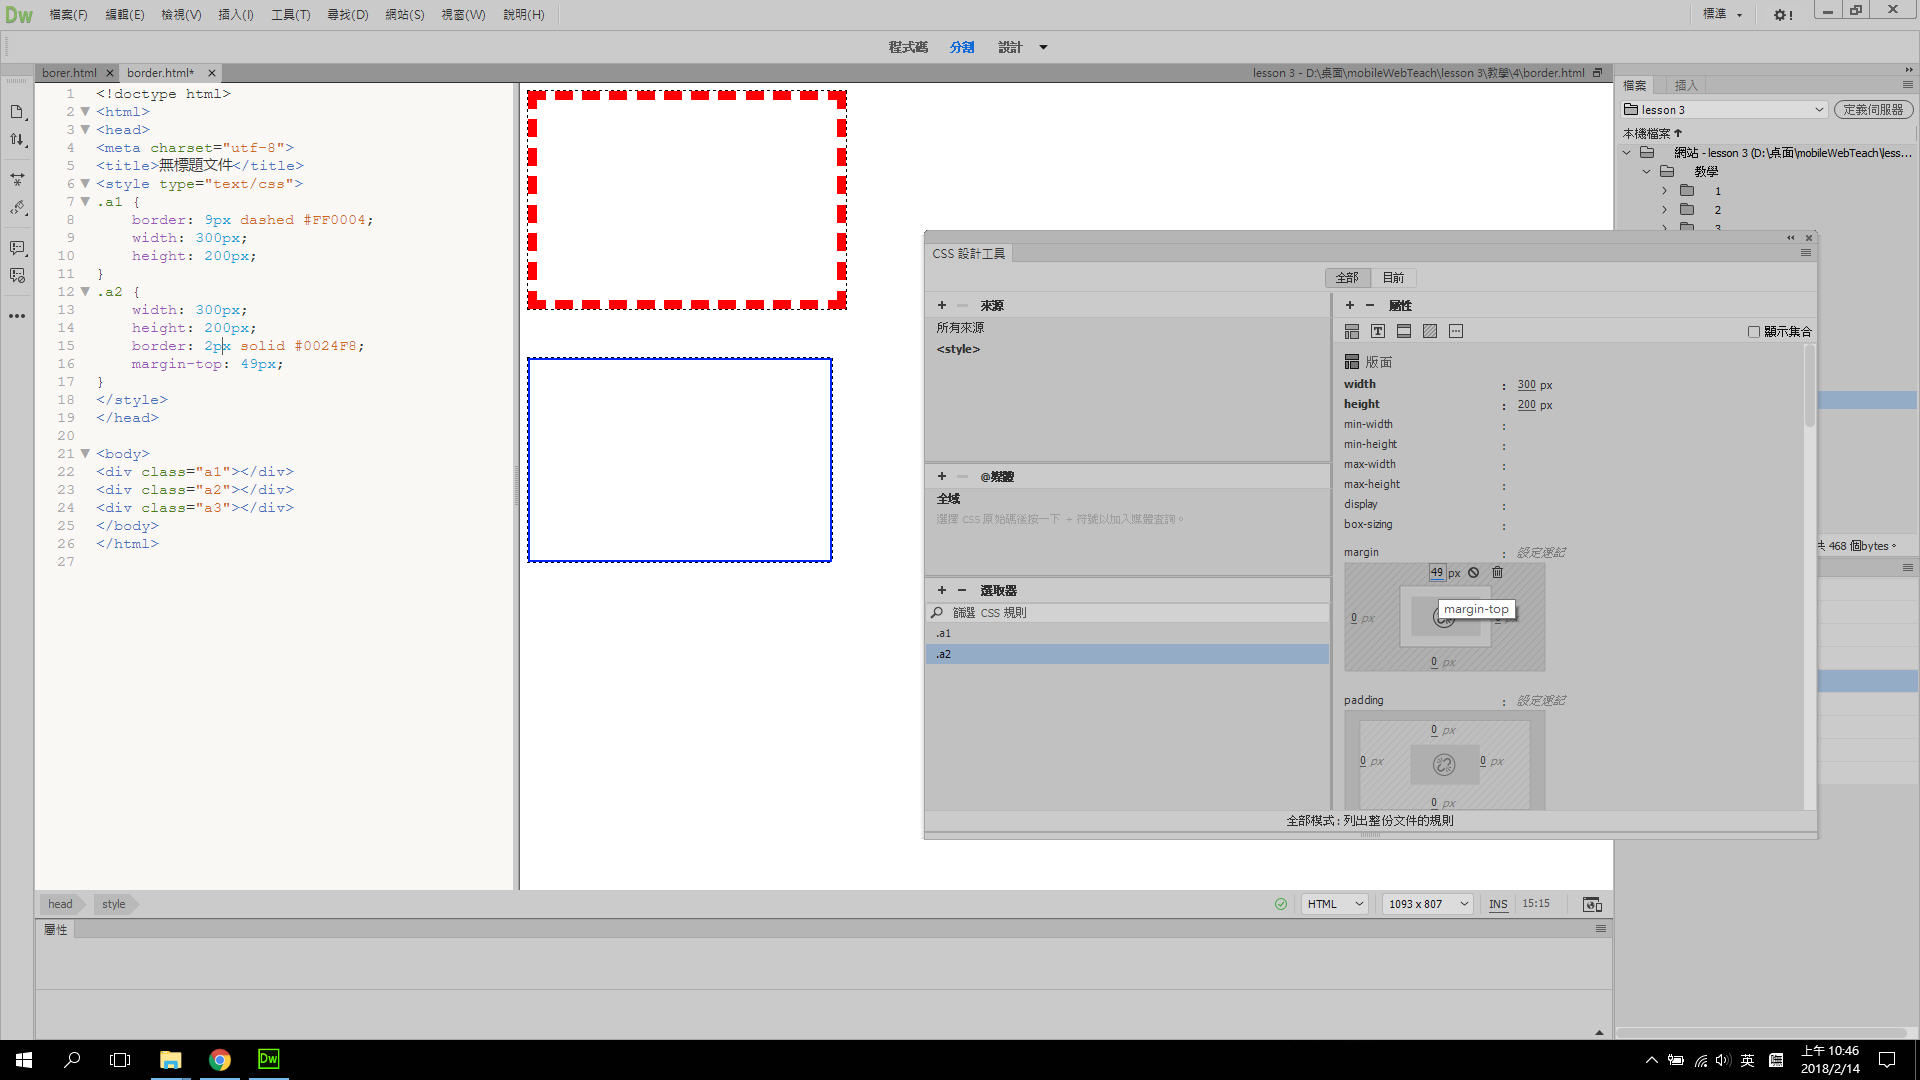 Dw 檔案(F) 編輯(E) 檢視(V) 插入(I) 工具(T) 尋找(D) 網站(S) 視窗(W) 說明(H) 標準
程式碼 分割 設計
borer.html border.html* lesson 3 - D:\桌面\mobileWebTeach\lesson 3\教學\4\border.html
1 <!doctype html>
2 <html>
3 <head>
4 <meta charset="utf-8">
5 <title>無標題文件</title>
6 <style type="text/css">
7 .a1 {
8 border: 9px dashed #FF0004;
9 width: 300px;
10 height: 200px;
11 }
12 .a2 {
13 width: 300px;
14 height: 200px;
15 border: 2px solid #0024F8;
16 margin-top: 49px;
17 }
18 </style>
19 </head>
20
21 <body>
22 <div class="a1"></div>
23 <div class="a2"></div>
24 <div class="a3"></div>
25 </body>
26 </html>
27
檔案 插入
lesson 3 定義伺服器
本機檔案
網站 - lesson 3 (D:\桌面\mobileWebTeach\less...
教學
1
2
3
共 468 個bytes。
CSS 設計工具
全部 目前
+ − 來源
所有來源
<style>
+ − @媒體
全域
選擇 CSS 原始碼後按一下 + 符號以加入媒體查詢。
+ − 選取器
篩選 CSS 規則
.a1
.a2
+ − 屬性
顯示集合
版面
width : 300 px
height : 200 px
min-width :
min-height :
max-width :
max-height :
display :
box-sizing :
margin : 設定速記
49 px
margin-top
0 px
0 px
padding : 設定速記
0 px
0 px 0 px
0 px
全部模式 : 列出整份文件的規則
head style HTML 1093 x 807 INS 15:15
屬性
Dw 英 上午 10:46
2018/2/14